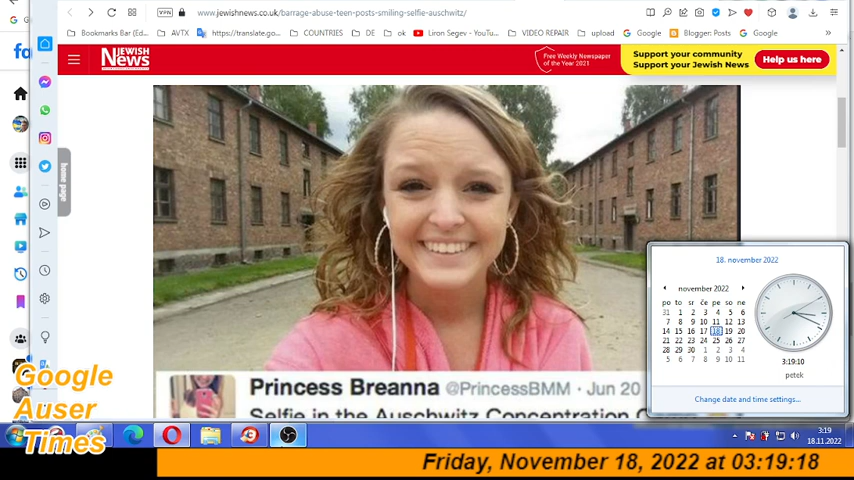 www.jewishnews.co.uk/barrage-abuse-teen-posts-smiling-selfie-auschwitz/
VPN
Bookmarks Bar (Ed... AVTX https://translate.go... COUNTRIES DE ok Liron Segev - YouTu... VIDEO REPAIR Google Blogger: Posts Google
JEWISH
News
Free Weekly Newspaper
of the Year 2021
Support your community
Support your Jewish News
Help us here
home page
18. november 2022
november 2022
po to sr če pe so ne
31 1 2 3 4 5 6
7 8 9 10 11 12 13
14 15 16 17 18 19 20
21 22 23 24 25 26 27
28 29 30 1 2 3 4
5 6 7 8 9 10 11
3:19:10
petek
Change date and time settings...
Princess Breanna @PrincessBMM · Jun 20
Selfie in the Auschwitz Concentration
Google
Auser
Times
3:19
18.11.2022
Friday, November 18, 2022 at 03:19:18